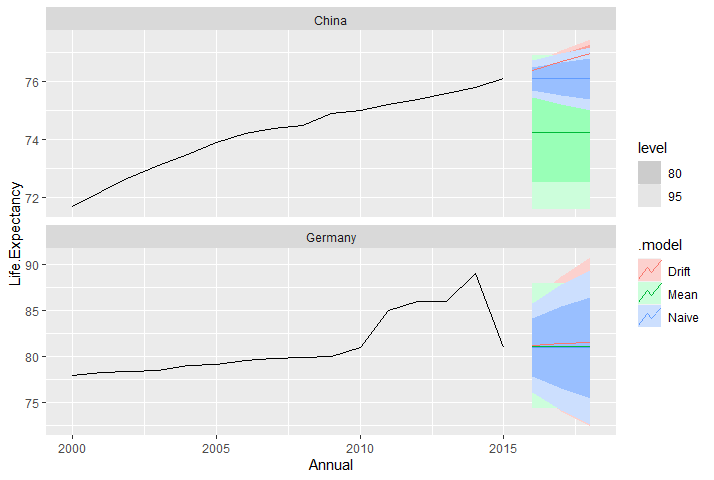 China
76
74
72
Life.Expectancy
Germany
90
85
80
75
2000 2005 2010 2015
Annual
level
80
95
.model
Drift
Mean
Naive